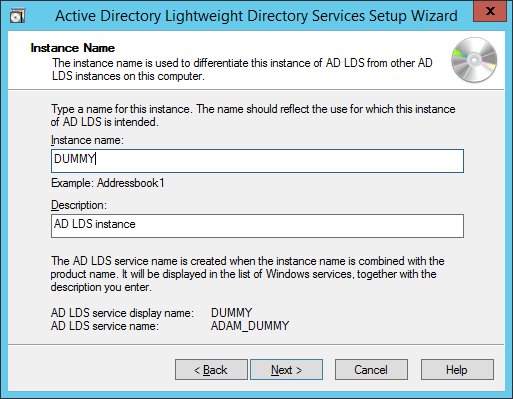 Active Directory Lightweight Directory Services Setup Wizard
Instance Name
The instance name is used to differentiate this instance of AD LDS from other AD
LDS instances on this computer.
Type a name for this instance. The name should reflect the use for which this instance
of AD LDS is intended.
Instance name:
DUMMY
Example: Addressbook1
Description:
AD LDS instance
The AD LDS service name is created when the instance name is combined with the
product name. It will be displayed in the list of Windows services, together with the
description you enter.
AD LDS service display name: DUMMY
AD LDS service name: ADAM_DUMMY
< Back Next > Cancel Help